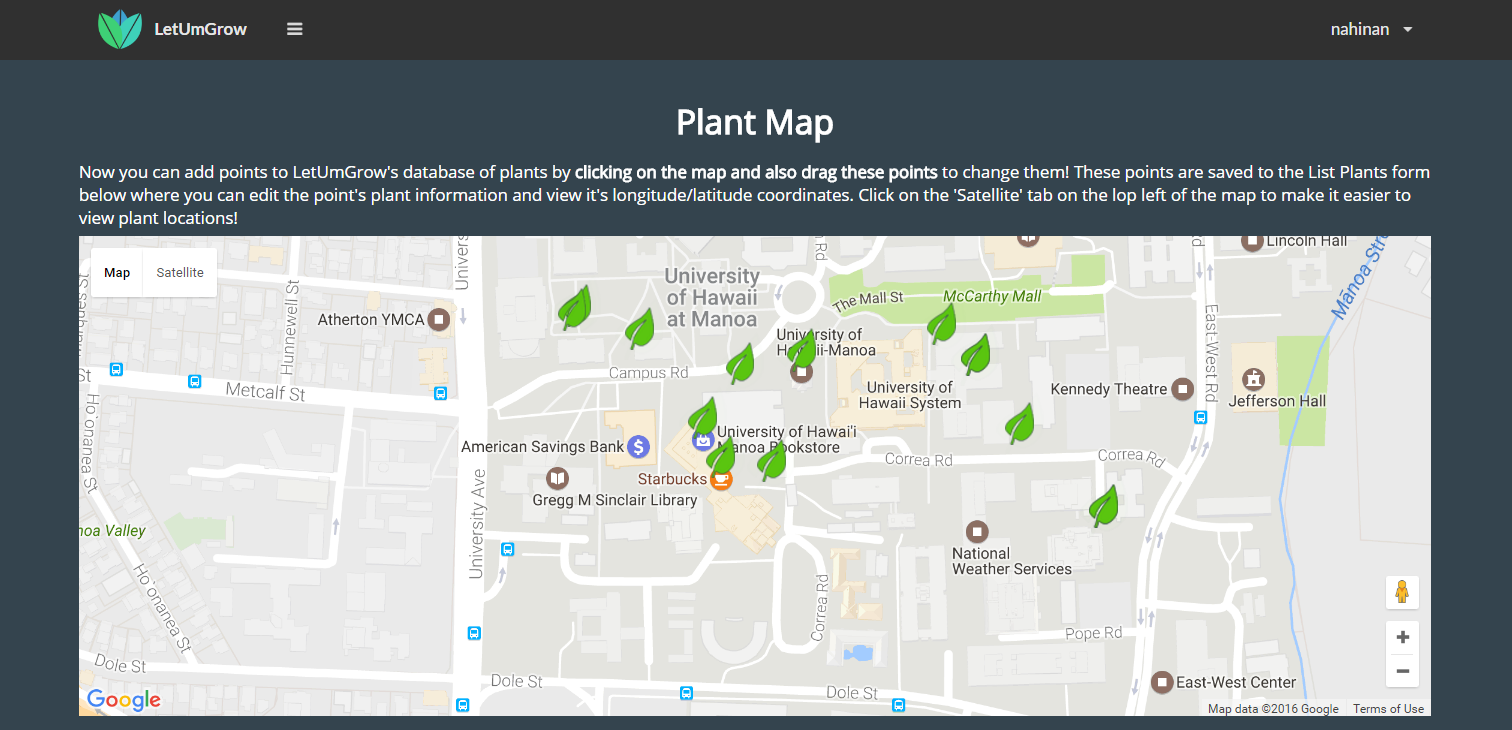 LetUmGrow
nahinan
Plant Map
Now you can add points to LetUmGrow's database of plants by clicking on the map and also drag these points to change them! These points are saved to the List Plants form
below where you can edit the point's plant information and view it's longitude/latitude coordinates. Click on the 'Satellite' tab on the lop left of the map to make it easier to
view plant locations!
Map
Satellite
Lincoln Hall
Mānoa Stre
University
of Hawaii
at Manoa
The Mall St
McCarthy Mall
Atherton YMCA
Hunnewell St
East-West Rd
Campus Rd
University of
Hawaii System
Kennedy Theatre
Jefferson Hall
Metcalf St
Ho'onanea St
American Savings Bank
University of Hawai'i
Manoa Bookstore
Correa Rd
Correa Rd
Starbucks
Gregg M Sinclair Library
University Ave
noa Valley
National
Weather Services
Ho'onanea St
Correa Rd
Pope Rd
Dole St
Dole St
Dole St
East-West Center
Google
Map data ©2016 Google
Terms of Use